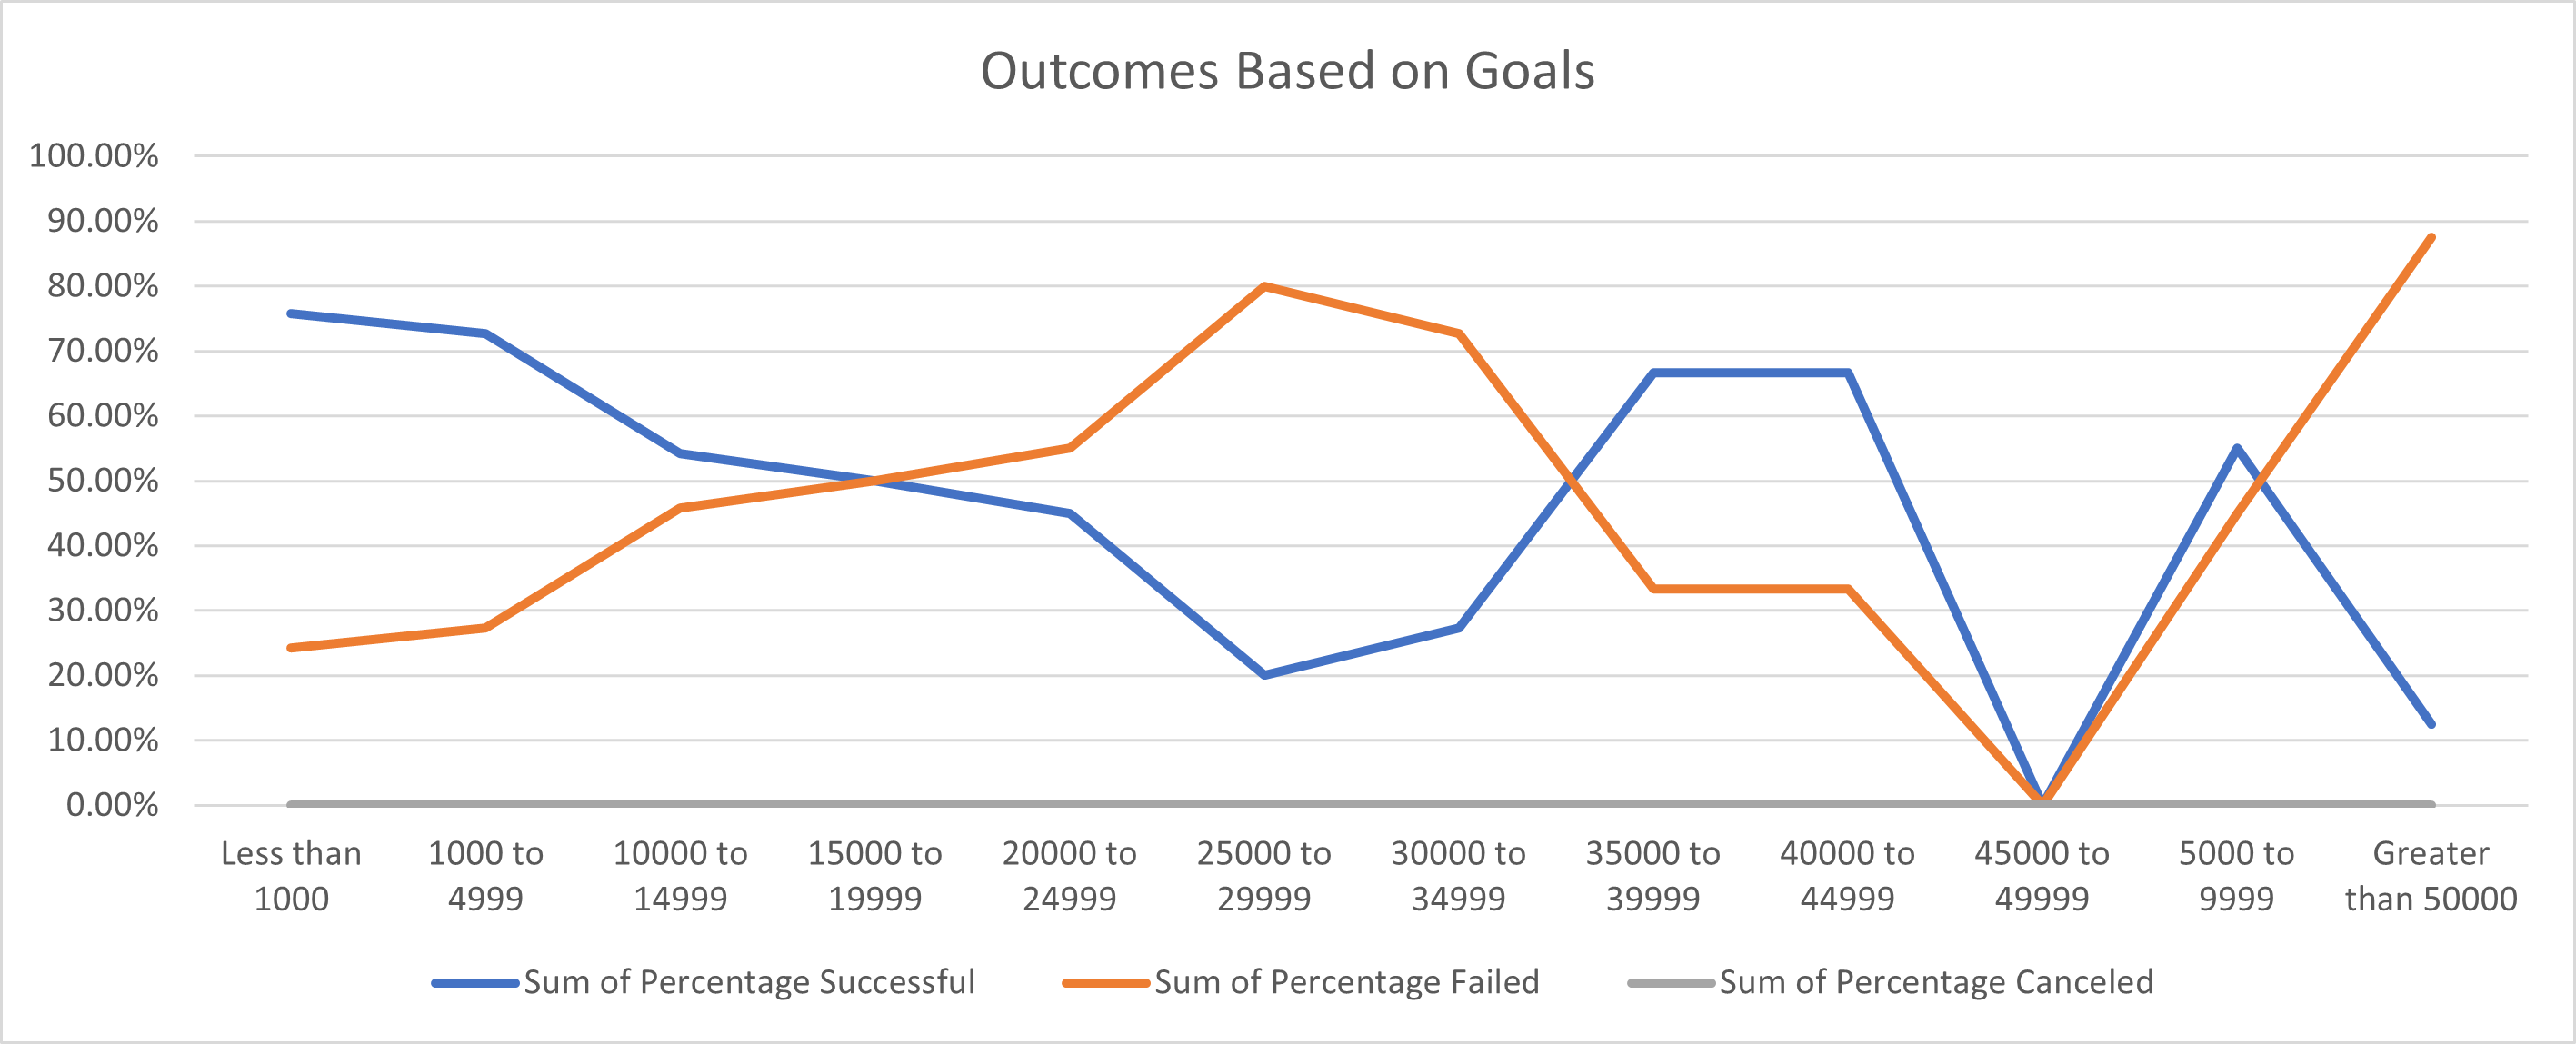 Outcomes Based on Goals
100.00%
90.00%
80.00%
70.00%
60.00%
50.00%
40.00%
30.00%
20.00%
10.00%
0.00%
Less than
1000
1000 to
4999
10000 to
14999
15000 to
19999
20000 to
24999
25000 to
29999
30000 to
34999
35000 to
39999
40000 to
44999
45000 to
49999
5000 to
9999
Greater
than 50000
Sum of Percentage Successful
Sum of Percentage Failed
Sum of Percentage Canceled